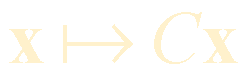 𝐱 ↦ 𝐶𝐱